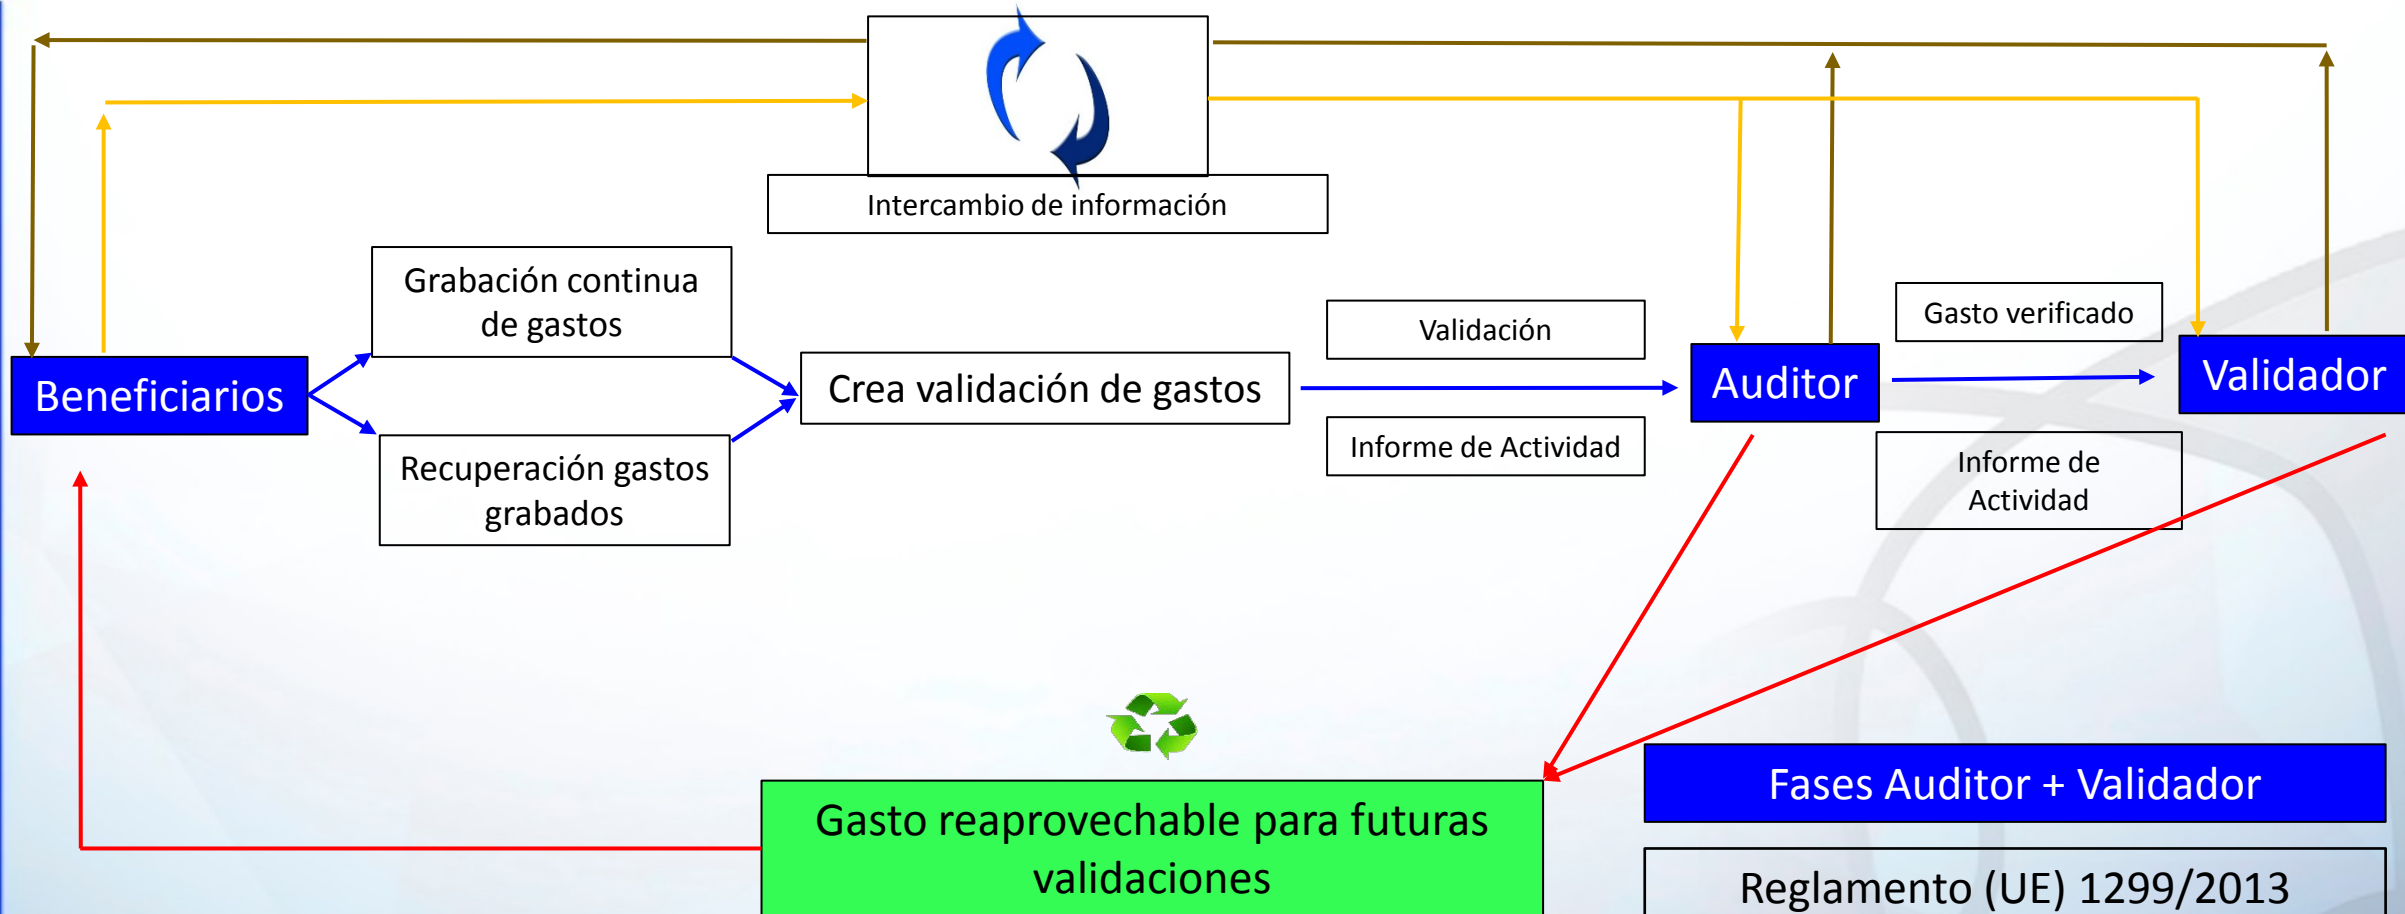 Intercambio de información
Grabación continua
de gastos
Gasto verificado
Validación
Beneficiarios
Crea validación de gastos
Auditor
Validador
Informe de Actividad
Recuperación gastos
grabados
Informe de
Actividad
Fases Auditor + Validador
Gasto reaprovechable para futuras
validaciones
Reglamento (UE) 1299/2013